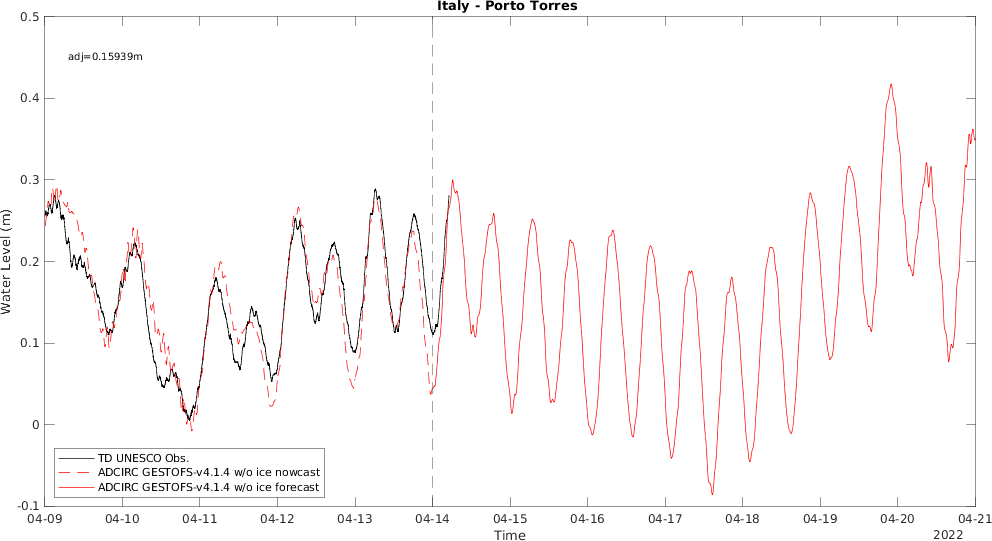 Italy - Porto Torres
adj=0.15939m
Water Level (m)
0.5
0.4
0.3
0.2
0.1
0
-0.1
TD UNESCO Obs.
ADCIRC GESTOFS-v4.1.4 w/o ice nowcast
ADCIRC GESTOFS-v4.1.4 w/o ice forecast
04-09 04-10 04-11 04-12 04-13 04-14 04-15 04-16 04-17 04-18 04-19 04-20 04-21
Time
2022